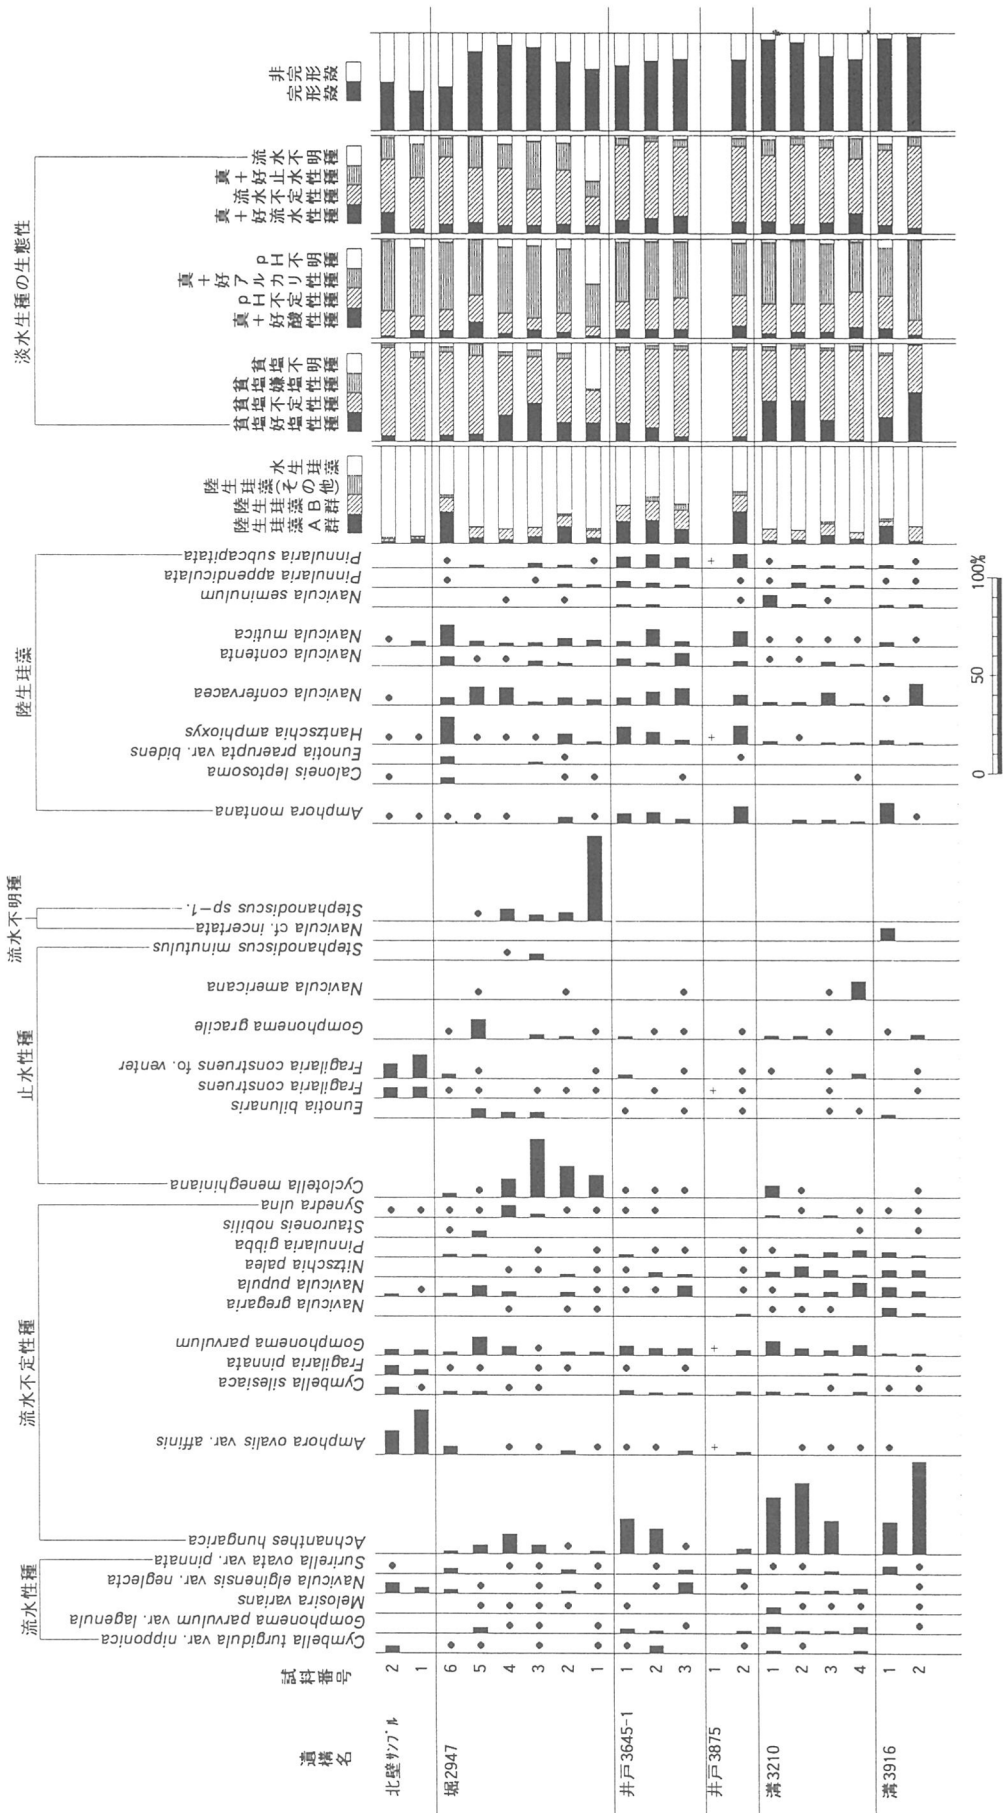 遺構名
試料番号
流水性種
Cymbella turgidula var. nipponica
Gomphonema parvulum var. lagenula
Melosira varians
Navicula elginensis var. neglecta
Surirella ovata var. pinnata
流水不定性種
Achnanthes hungarica
Amphora ovalis var. affinis
Cymbella silesiaca
Fragilaria pinnata
Gomphonema parvulum
Navicula gregaria
Navicula pupula
Nitzschia palea
Pinnularia gibba
Stauroneis nobilis
Synedra ulna
止水性種
Cyclotella meneghiniana
Eunotia bilunaris
Fragilaria construens
Fragilaria construens fo. venter
Gomphonema gracile
Navicula americana
Stephanodiscus minutulus
流水不明種
Navicula cf. incertata
Stephanodiscus sp-1.
陸生珪藻
Amphora montana
Caloneis leptosoma
Eunotia praerupta var. bidens
Hantzschia amphioxys
Navicula confervacea
Navicula contenta
Navicula mutica
Navicula seminulum
Pinnularia appendiculata
Pinnularia subcapitata
陸生珪藻A群
陸生珪藻B群
陸生珪藻(その他)
水生珪藻
淡水生種の生態性
貧塩好塩性種
貧塩不定性種
貧塩嫌塩性種
貧塩不明種
真+好酸性種
pH不定性種
真+好アルカリ性種
pH不明種
真+好流水性種
流水不定性種
真+好止水性種
流水不明種
完形殻
非完形殻
北壁サンプル
2
1
堀2947
6
5
4
3
2
1
井戸3645-1
1
2
3
井戸3875
1
2
溝3210
1
2
3
4
溝3916
1
2
0 50 100%